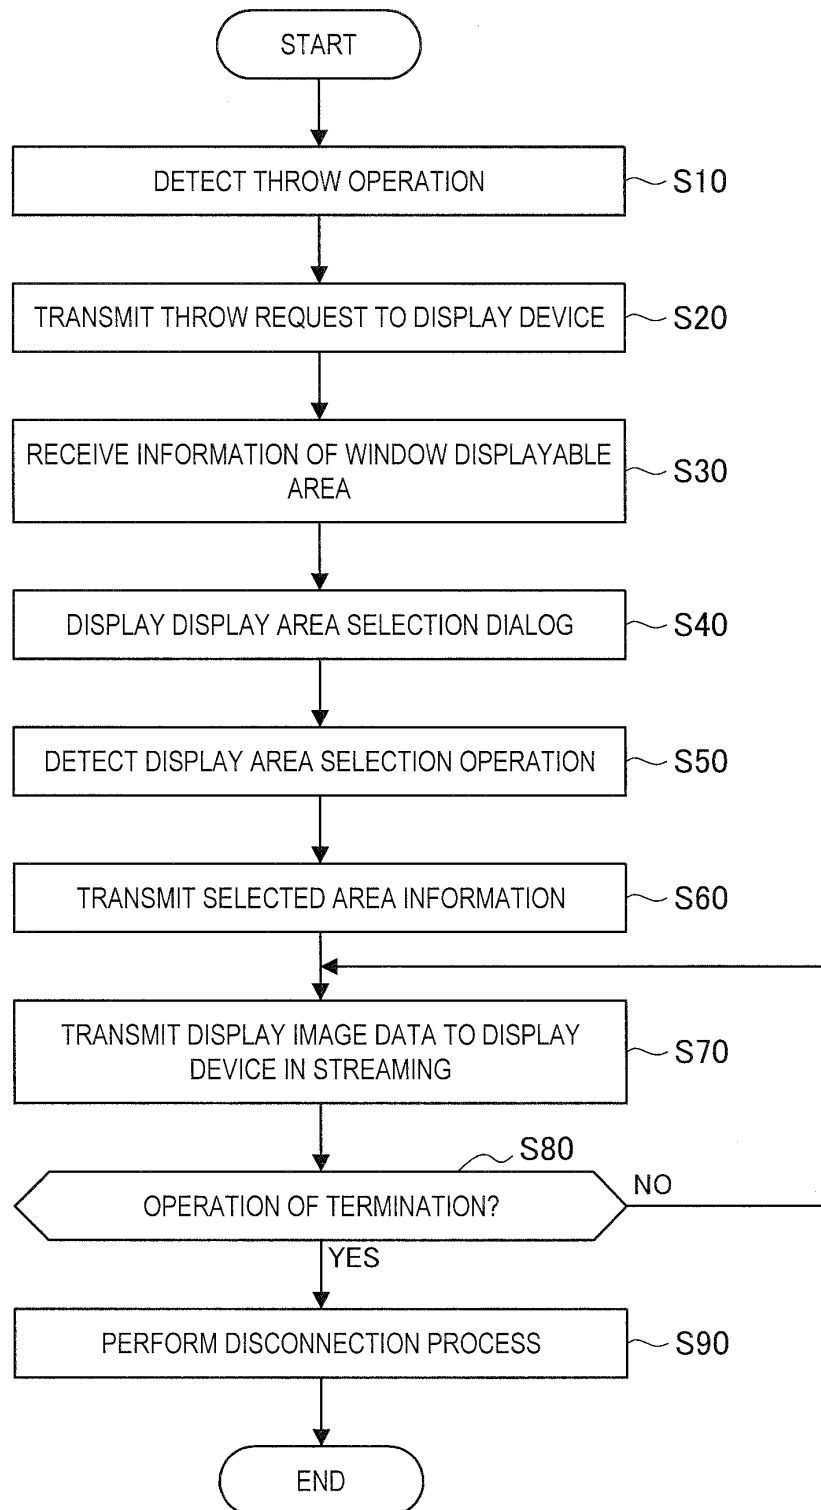 START
DETECT THROW OPERATION
S10
TRANSMIT THROW REQUEST TO DISPLAY DEVICE
S20
RECEIVE INFORMATION OF WINDOW DISPLAYABLE
AREA
S30
DISPLAY DISPLAY AREA SELECTION DIALOG
S40
DETECT DISPLAY AREA SELECTION OPERATION
S50
TRANSMIT SELECTED AREA INFORMATION
S60
TRANSMIT DISPLAY IMAGE DATA TO DISPLAY
DEVICE IN STREAMING
S70
S80
OPERATION OF TERMINATION?
NO
YES
PERFORM DISCONNECTION PROCESS
S90
END